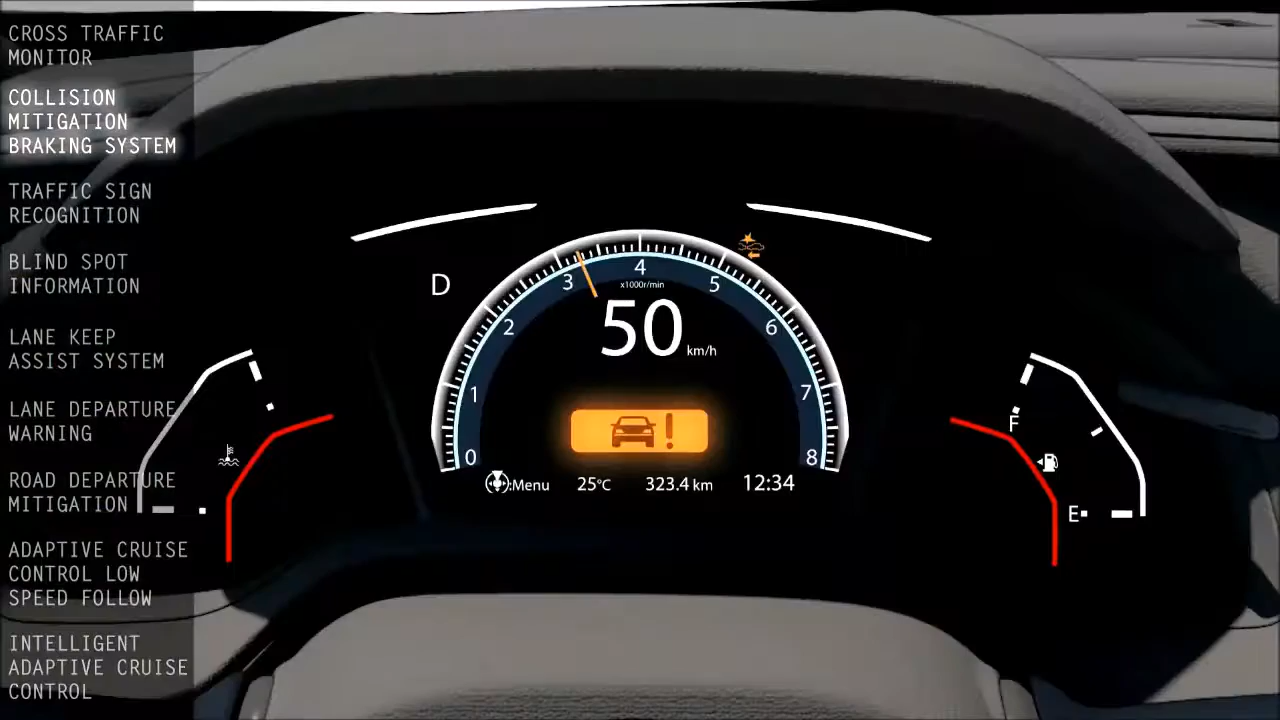 CROSS TRAFFIC
MONITOR
COLLISION
MITIGATION
BRAKING SYSTEM
TRAFFIC SIGN
RECOGNITION
BLIND SPOT
INFORMATION
LANE KEEP
ASSIST SYSTEM
LANE DEPARTURE
WARNING
ROAD DEPARTURE
MITIGATION
ADAPTIVE CRUISE
CONTROL LOW
SPEED FOLLOW
INTELLIGENT
ADAPTIVE CRUISE
CONTROL
D
0
1
2
3
4
5
6
7
8
x1000r/min
50
km/h
!
:Menu 25°C 323.4 km 12:34
F
E